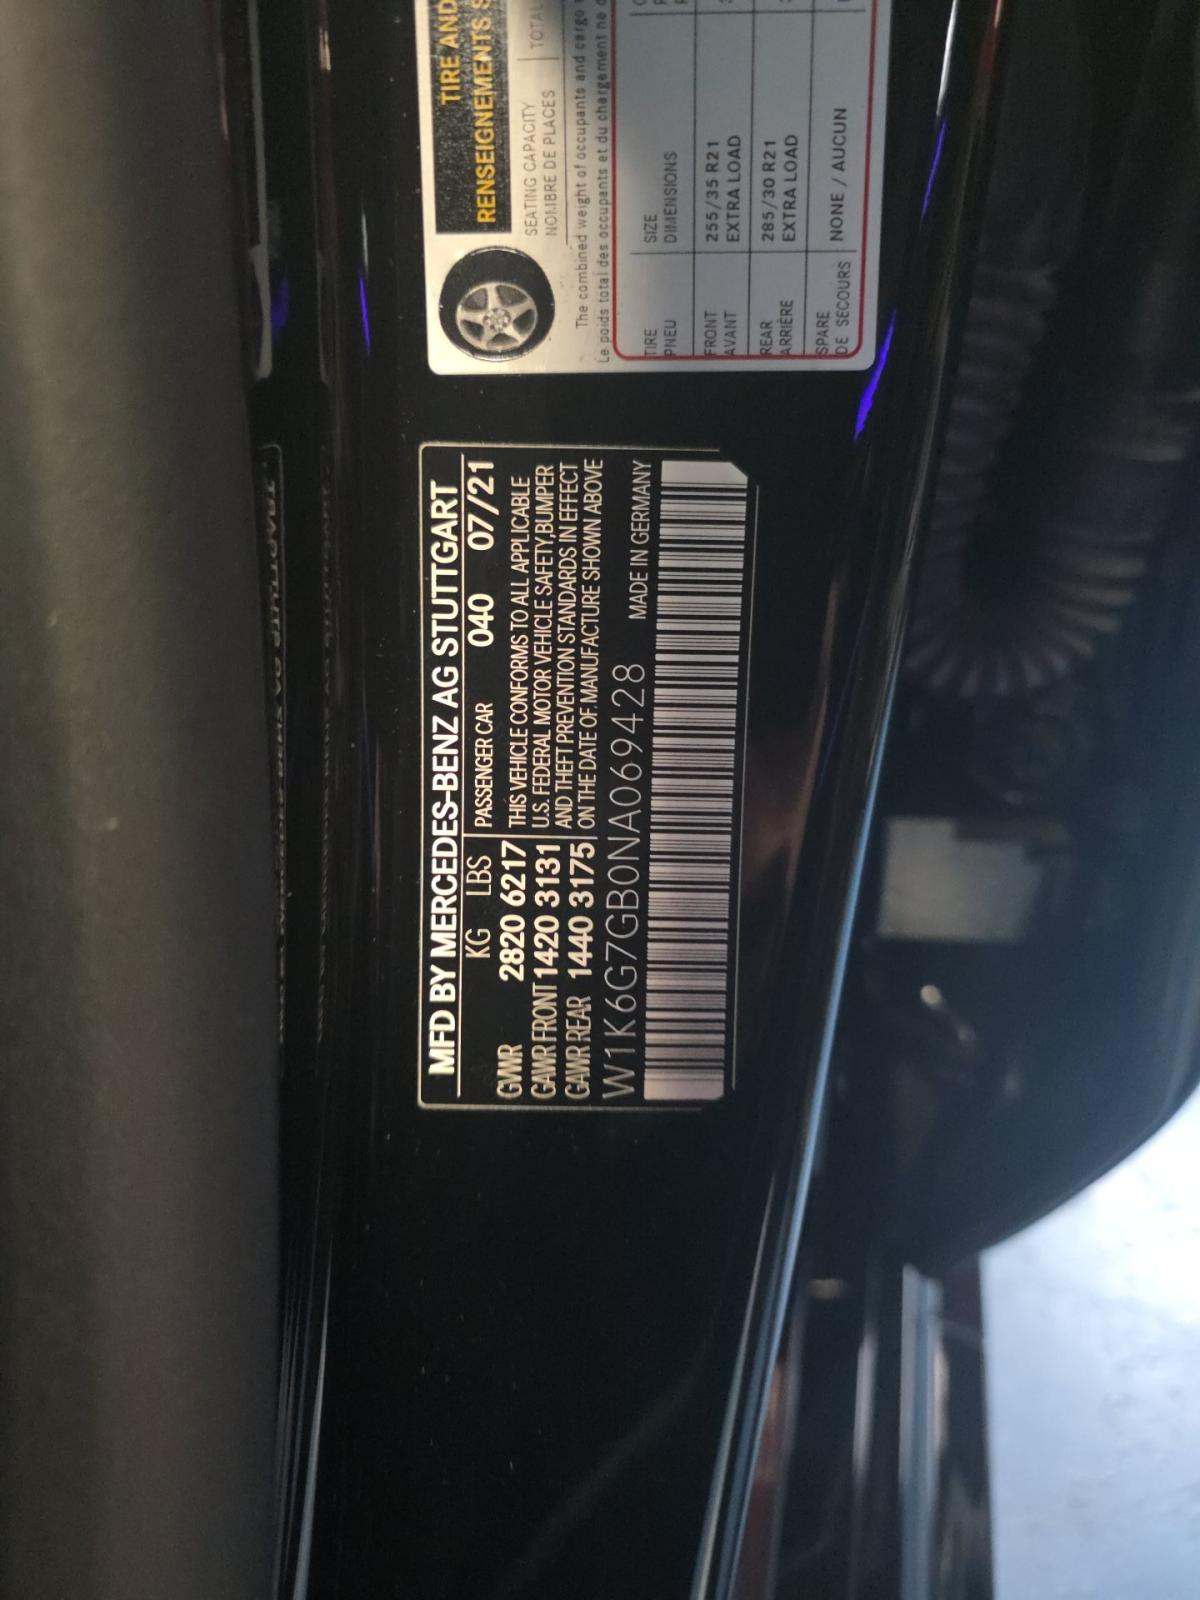 MFD BY MERCEDES-BENZ AG STUTTGART
KG LBS PASSENGER CAR 040 07/21
GVWR 2820 6217 THIS VEHICLE CONFORMS TO ALL APPLICABLE
GAWR FRONT 1420 3131 U.S. FEDERAL MOTOR VEHICLE SAFETY,BUMPER
GAWR REAR 1440 3175 AND THEFT PREVENTION STANDARDS IN EFFECT
ON THE DATE OF MANUFACTURE SHOWN ABOVE
W1K6G7GB0NA069428 MADE IN GERMANY
TIRE AND
RENSEIGNEMENTS S
SEATING CAPACITY TOTAL
NOMBRE DE PLACES
The combined weight of occupants and cargo
Le poids total des occupants et du chargement ne d
TIRE SIZE
PNEU DIMENSIONS
FRONT 255/35 R21
AVANT EXTRA LOAD
REAR 285/30 R21
ARRIÈRE EXTRA LOAD
SPARE NONE / AUCUN
DE SECOURS